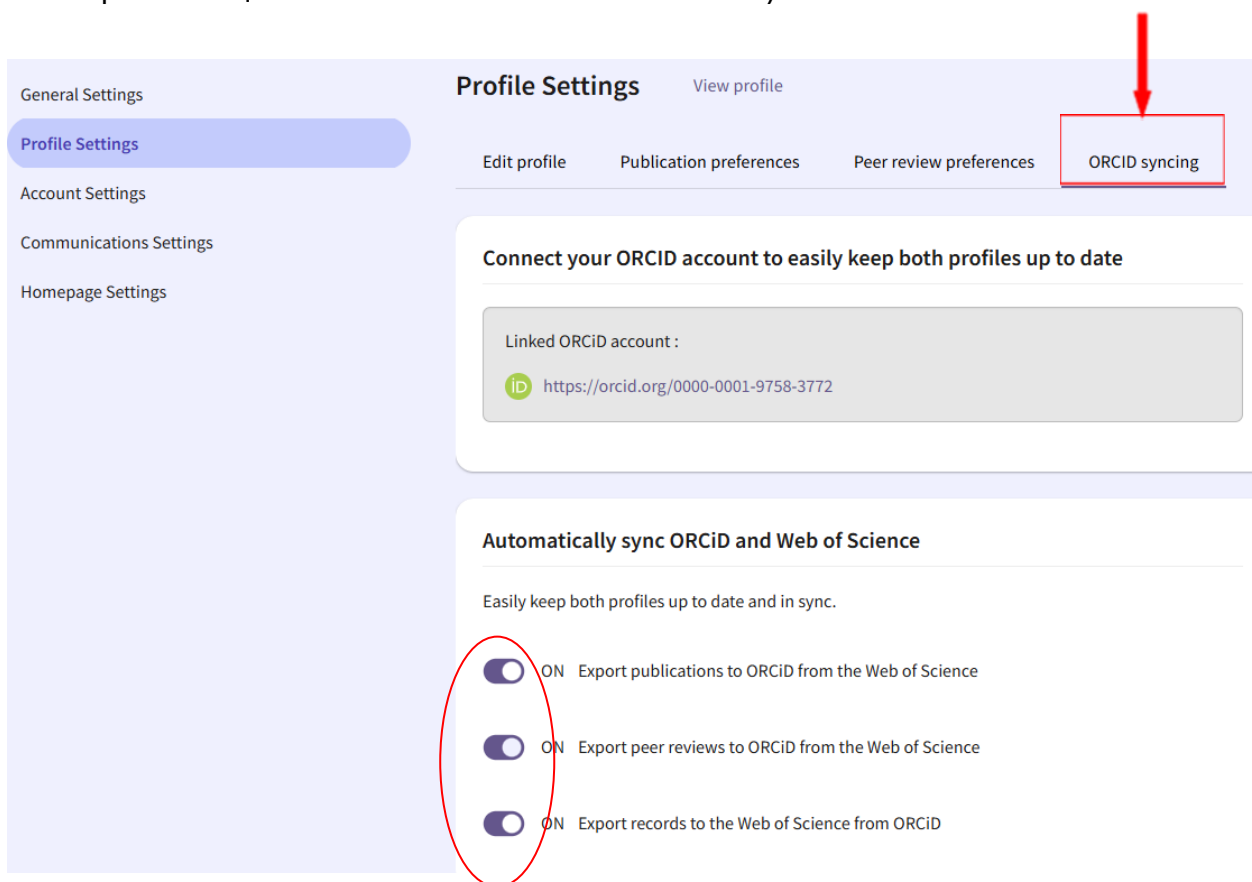 General Settings
Profile Settings
Account Settings
Communications Settings
Homepage Settings
Profile Settings View profile
Edit profile Publication preferences Peer review preferences ORCID syncing
Connect your ORCID account to easily keep both profiles up to date
Linked ORCiD account :
iD https://orcid.org/0000-0001-9758-3772
Automatically sync ORCiD and Web of Science
Easily keep both profiles up to date and in sync.
ON Export publications to ORCiD from the Web of Science
ON Export peer reviews to ORCiD from the Web of Science
ON Export records to the Web of Science from ORCiD